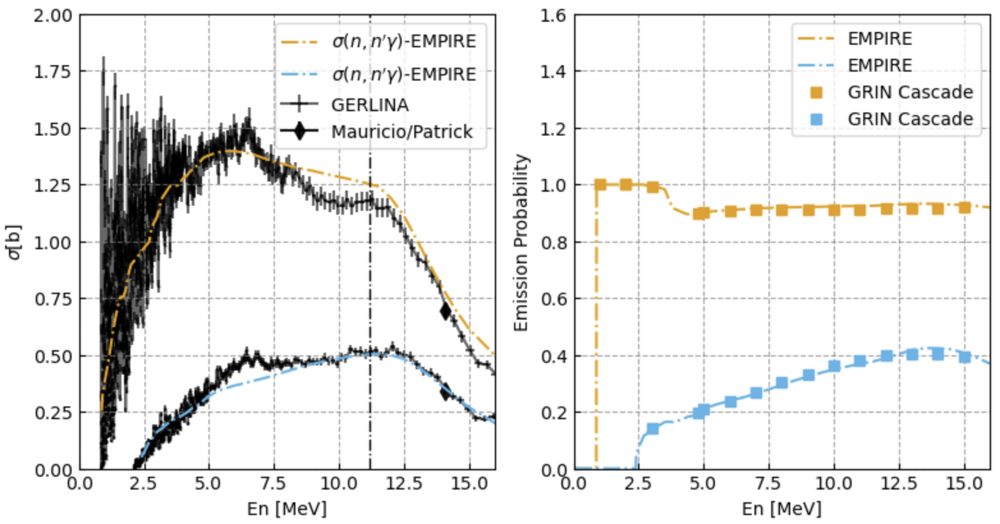 2.00
1.75
1.50
1.25
1.00
0.75
0.50
0.25
0.00
σ[b]
0.0 2.5 5.0 7.5 10.0 12.5 15.0
En [MeV]
σ(n, n′γ)-EMPIRE
σ(n, n′γ)-EMPIRE
GERLINA
Mauricio/Patrick
1.6
1.4
1.2
1.0
0.8
0.6
0.4
0.2
0.0
Emission Probability
0.0 2.5 5.0 7.5 10.0 12.5 15.0
En [MeV]
EMPIRE
EMPIRE
GRIN Cascade
GRIN Cascade